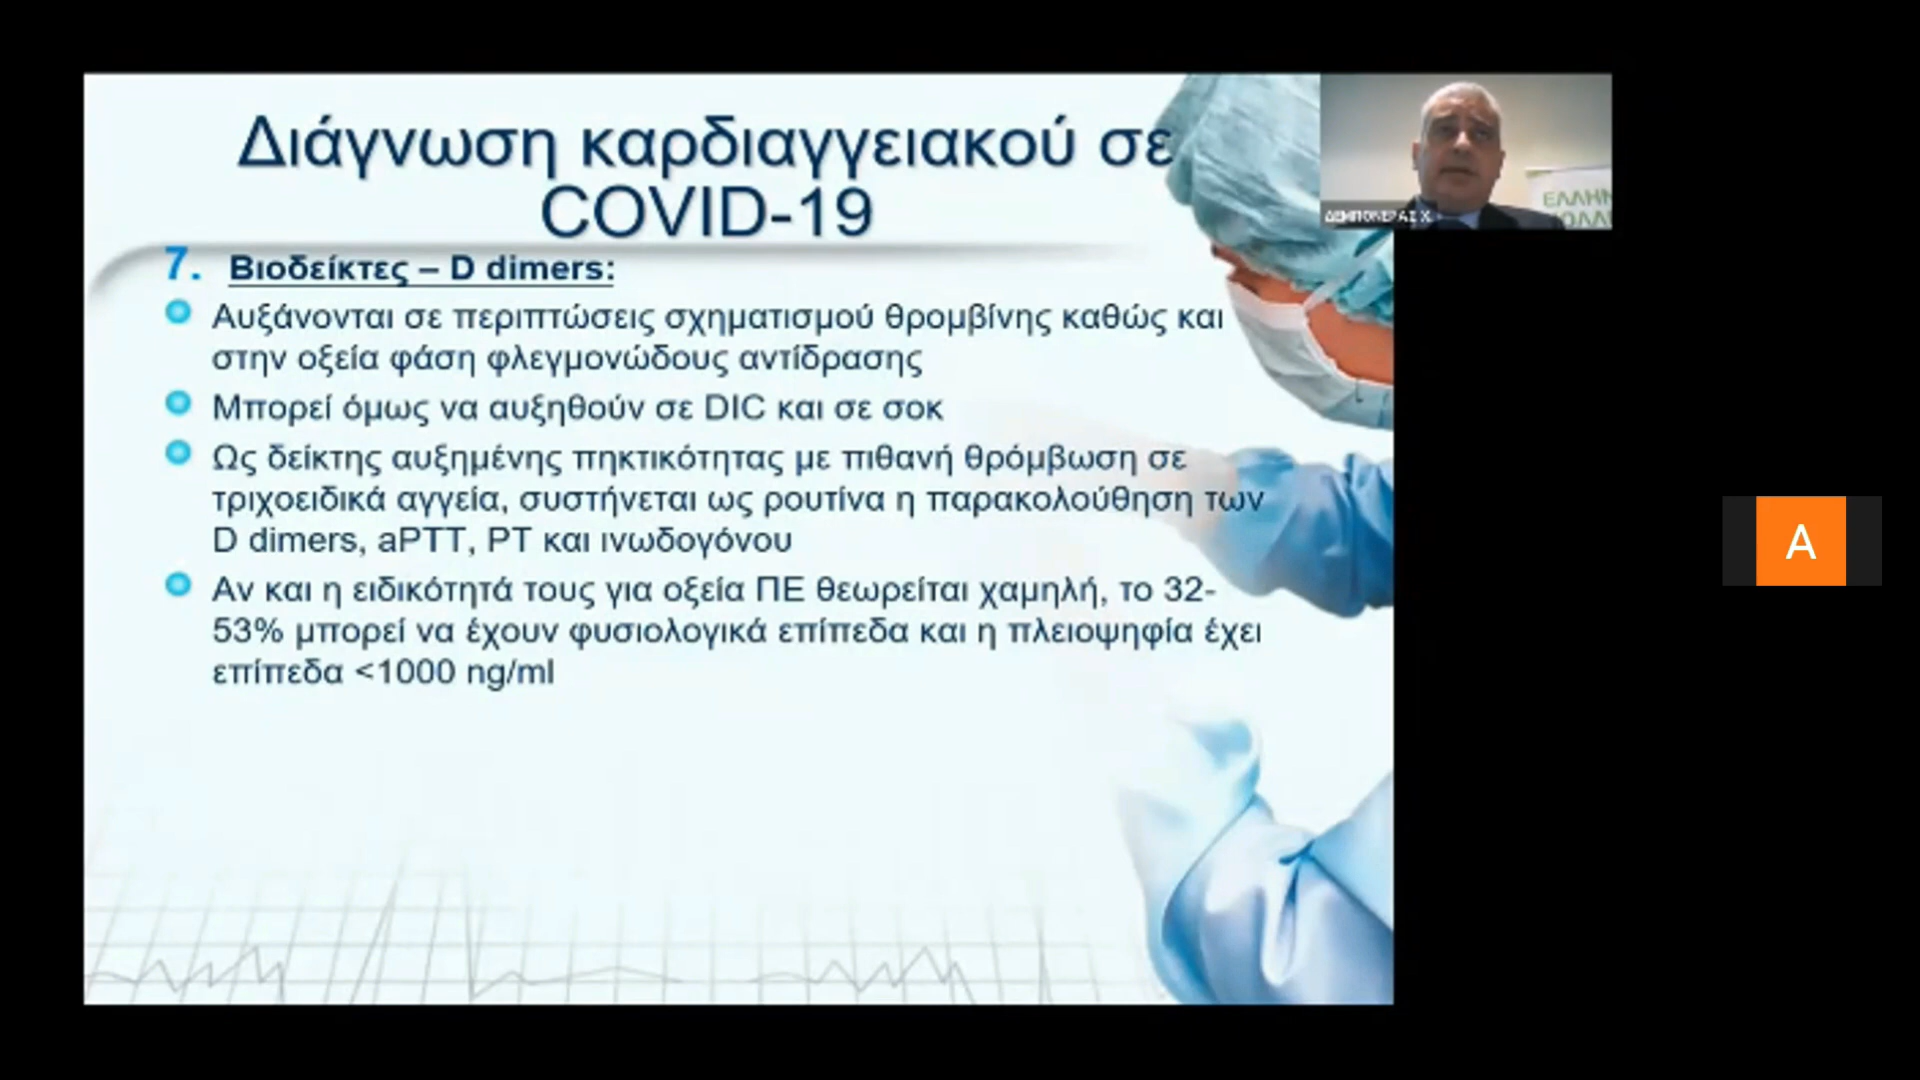 Διάγνωση καρδιαγγειακού σε
COVID-19
7. Βιοδείκτες – D dimers:
Αυξάνονται σε περιπτώσεις σχηματισμού θρομβίνης καθώς και
στην οξεία φάση φλεγμονώδους αντίδρασης
Μπορεί όμως να αυξηθούν σε DIC και σε σοκ
Ως δείκτης αυξημένης πηκτικότητας με πιθανή θρόμβωση σε
τριχοειδικά αγγεία, συστήνεται ως ρουτίνα η παρακολούθηση των
D dimers, aPTT, PT και ινωδογόνου
Αν και η ειδικότητά τους για οξεία ΠΕ θεωρείται χαμηλή, το 32-
53% μπορεί να έχουν φυσιολογικά επίπεδα και η πλειοψηφία έχει
επίπεδα <1000 ng/ml
ΔΕΜΠΟΝΕΡΑΣ Χ.
ΕΛΛΗΝ
A